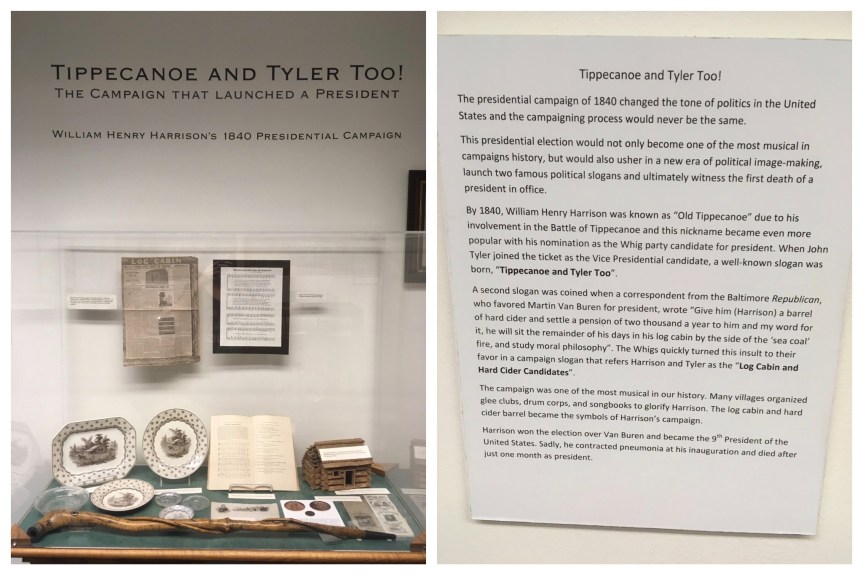 TIPPECANOE AND TYLER TOO!
THE CAMPAIGN THAT LAUNCHED A PRESIDENT
WILLIAM HENRY HARRISON'S 1840 PRESIDENTIAL CAMPAIGN
LOG CABIN
Tippecanoe and Tyler Too!
The presidential campaign of 1840 changed the tone of politics in the United
States and the campaigning process would never be the same.
This presidential election would not only become one of the most musical in
campaigns history, but would also usher in a new era of political image-making,
launch two famous political slogans and ultimately witness the first death of a
president in office.
By 1840, William Henry Harrison was known as “Old Tippecanoe” due to his
involvement in the Battle of Tippecanoe and this nickname became even more
popular with his nomination as the Whig party candidate for president. When John
Tyler joined the ticket as the Vice Presidential candidate, a well-known slogan was
born, “Tippecanoe and Tyler Too”.
A second slogan was coined when a correspondent from the Baltimore Republican,
who favored Martin Van Buren for president, wrote “Give him (Harrison) a barrel
of hard cider and settle a pension of two thousand a year to him and my word for
it, he will sit the remainder of his days in his log cabin by the side of the ‘sea coal’
fire, and study moral philosophy”. The Whigs quickly turned this insult to their
favor in a campaign slogan that refers Harrison and Tyler as the “Log Cabin and
Hard Cider Candidates”.
The campaign was one of the most musical in our history. Many villages organized
glee clubs, drum corps, and songbooks to glorify Harrison. The log cabin and hard
cider barrel became the symbols of Harrison's campaign.
Harrison won the election over Van Buren and became the 9th President of the
United States. Sadly, he contracted pneumonia at his inauguration and died after
just one month as president.